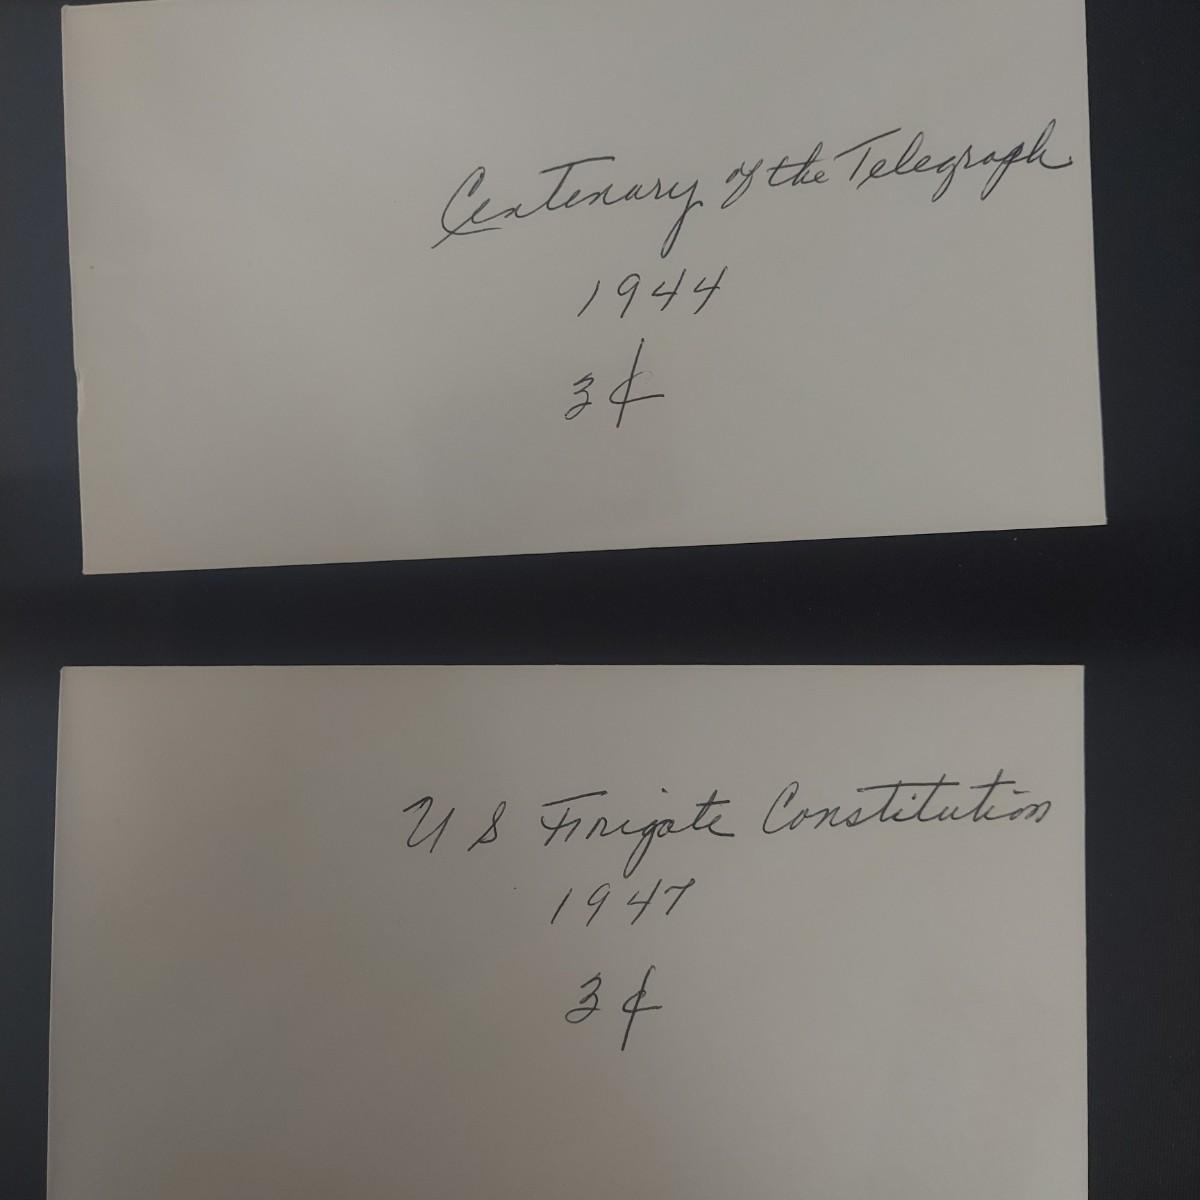 Centenary of the Telegraph
1944
3¢
U S Frigate Constitution
1947
3¢